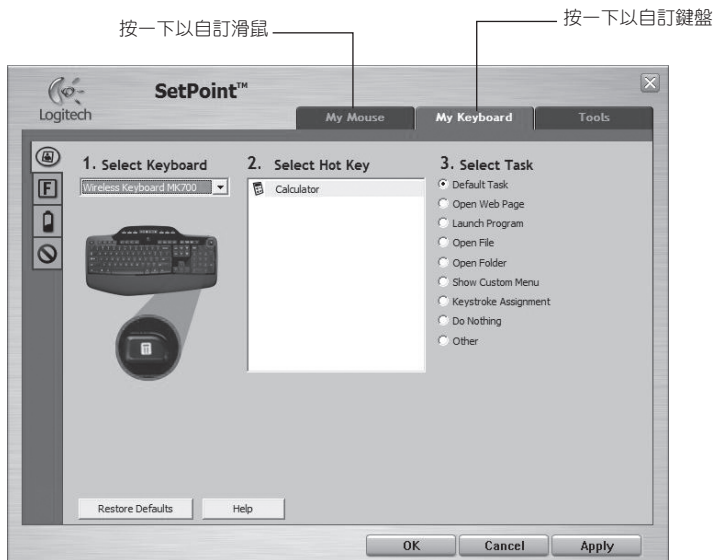 按一下以自訂滑鼠
按一下以自訂鍵盤
Logitech
SetPoint™
My Mouse
My Keyboard
Tools
1. Select Keyboard
Wireless Keyboard MK700
2. Select Hot Key
Calculator
3. Select Task
Default Task
Open Web Page
Launch Program
Open File
Open Folder
Show Custom Menu
Keystroke Assignment
Do Nothing
Other
F
Restore Defaults
Help
OK
Cancel
Apply